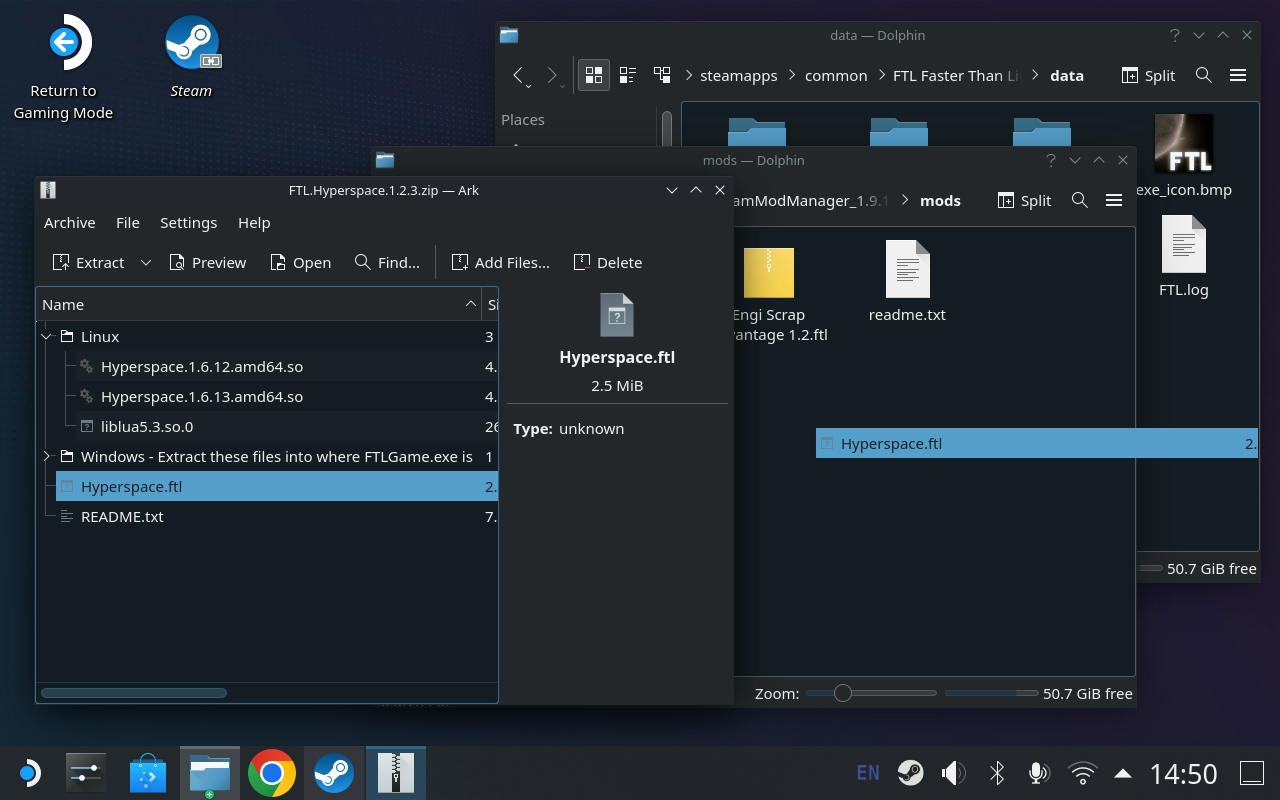 Return to
Gaming Mode
Steam
data — Dolphin
steamapps
common
FTL Faster Than Li
data
Split
Places
FTL
exe_icon.bmp
FTL.log
50.7 GiB free
mods — Dolphin
amModManager_1.9.1
mods
Split
Engi Scrap
vantage 1.2.ftl
readme.txt
Hyperspace.ftl 2.
Zoom:
50.7 GiB free
FTL.Hyperspace.1.2.3.zip — Ark
Archive File Settings Help
Extract Preview Open Find... Add Files... Delete
Name Si
Linux 3
Hyperspace.1.6.12.amd64.so 4.
Hyperspace.1.6.13.amd64.so 4.
liblua5.3.so.0 26
Windows - Extract these files into where FTLGame.exe is 1
Hyperspace.ftl 2.
README.txt 7.
Hyperspace.ftl
2.5 MiB
Type: unknown
EN
14:50